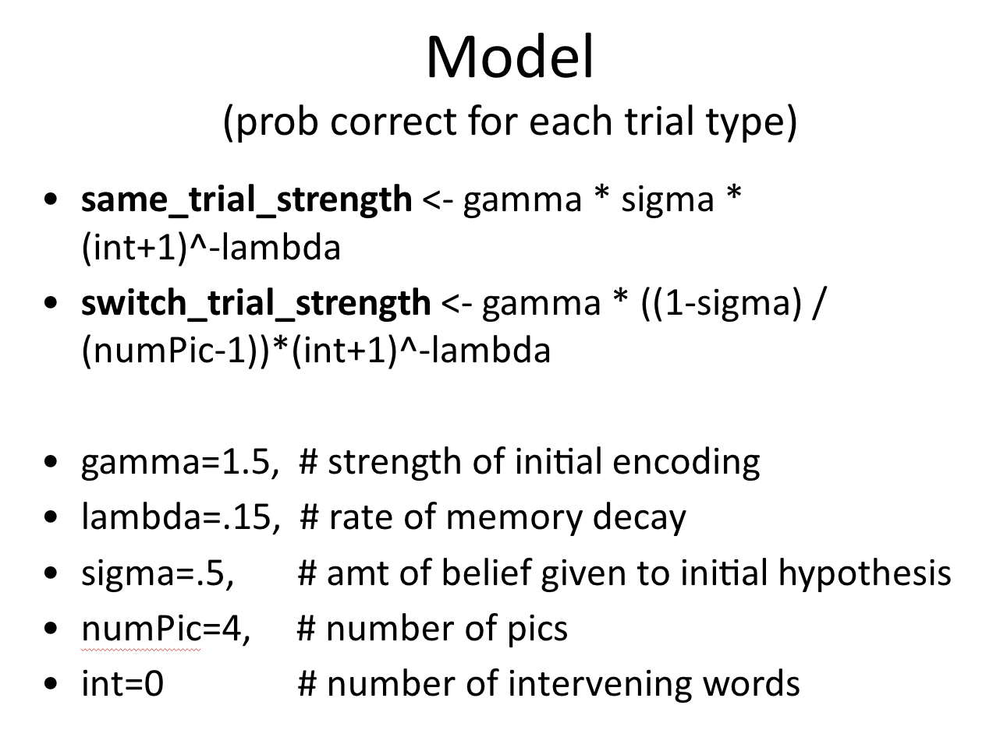 Model
(prob correct for each trial type)
• same_trial_strength <- gamma * sigma *
(int+1)^-lambda
• switch_trial_strength <- gamma * ((1-sigma) /
(numPic-1))*(int+1)^-lambda
• gamma=1.5, # strength of initial encoding
• lambda=.15, # rate of memory decay
• sigma=.5, # amt of belief given to initial hypothesis
• numPic=4, # number of pics
• int=0 # number of intervening words